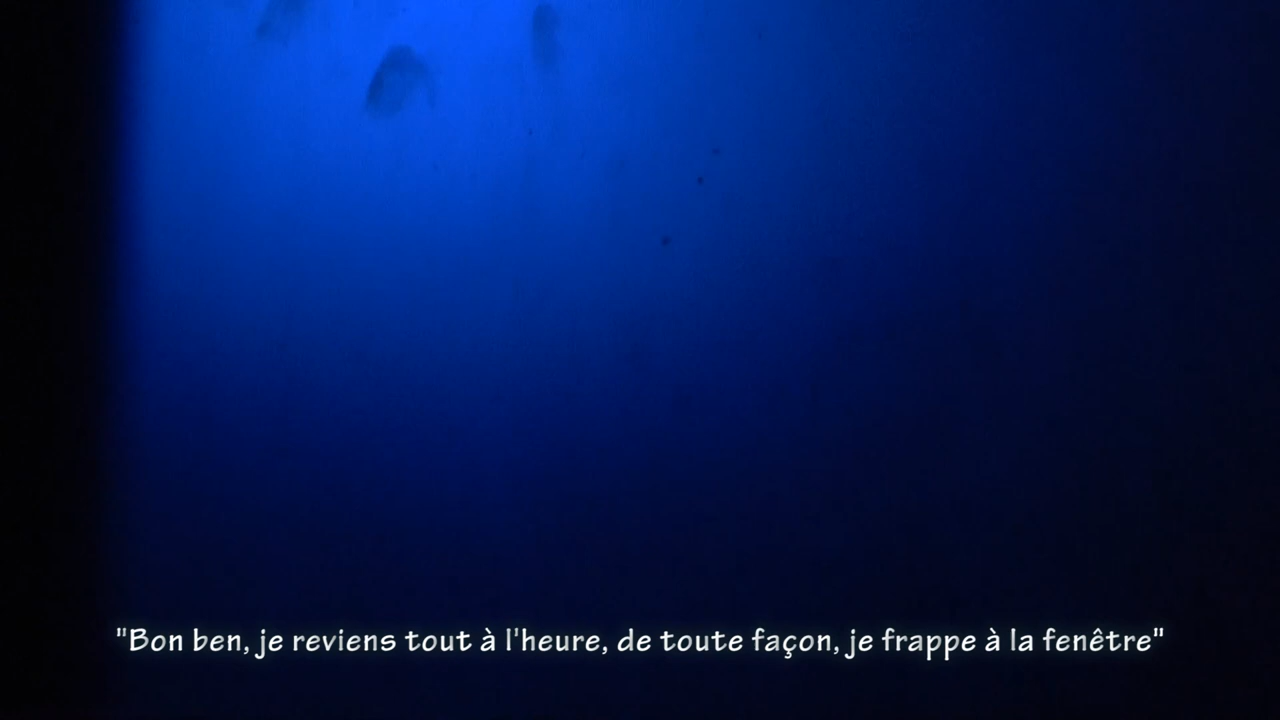 "Bon ben, je reviens tout à l'heure, de toute façon, je frappe à la fenêtre"